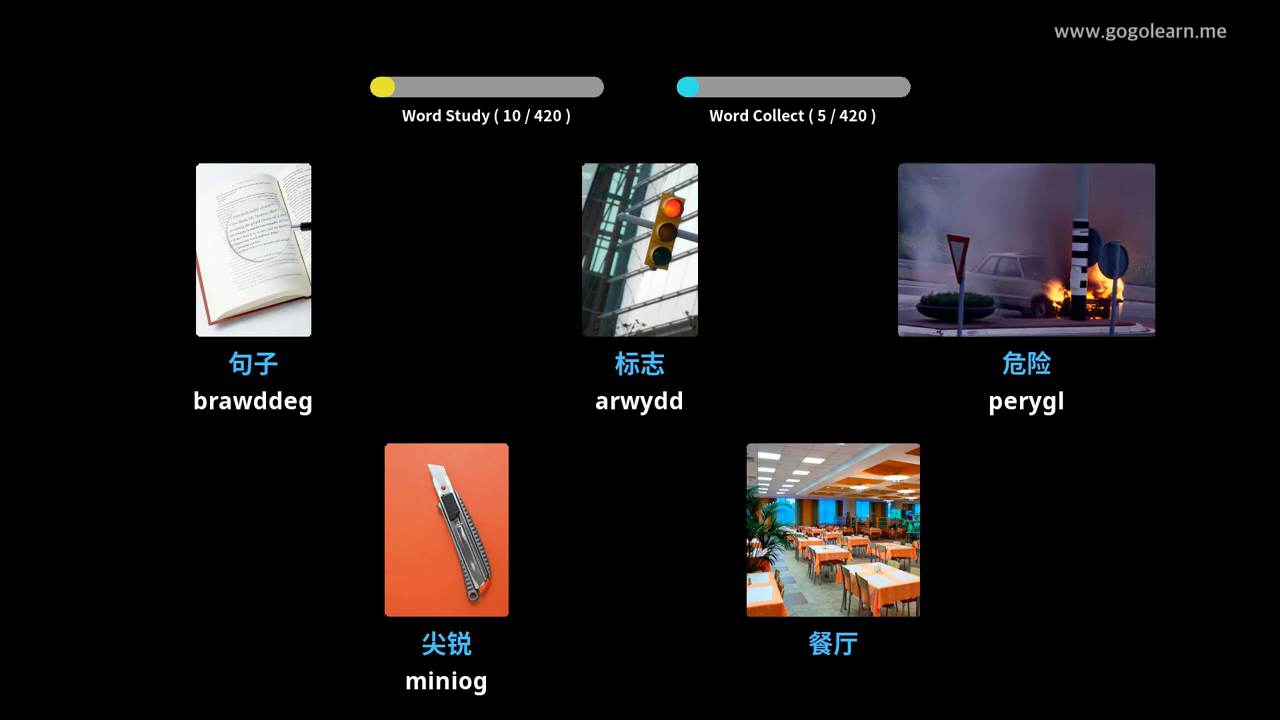 www.gogolearn.me
Word Study ( 10 / 420 )
Word Collect ( 5 / 420 )
句子
brawddeg
标志
arwydd
危险
perygl
尖锐
miniog
餐厅